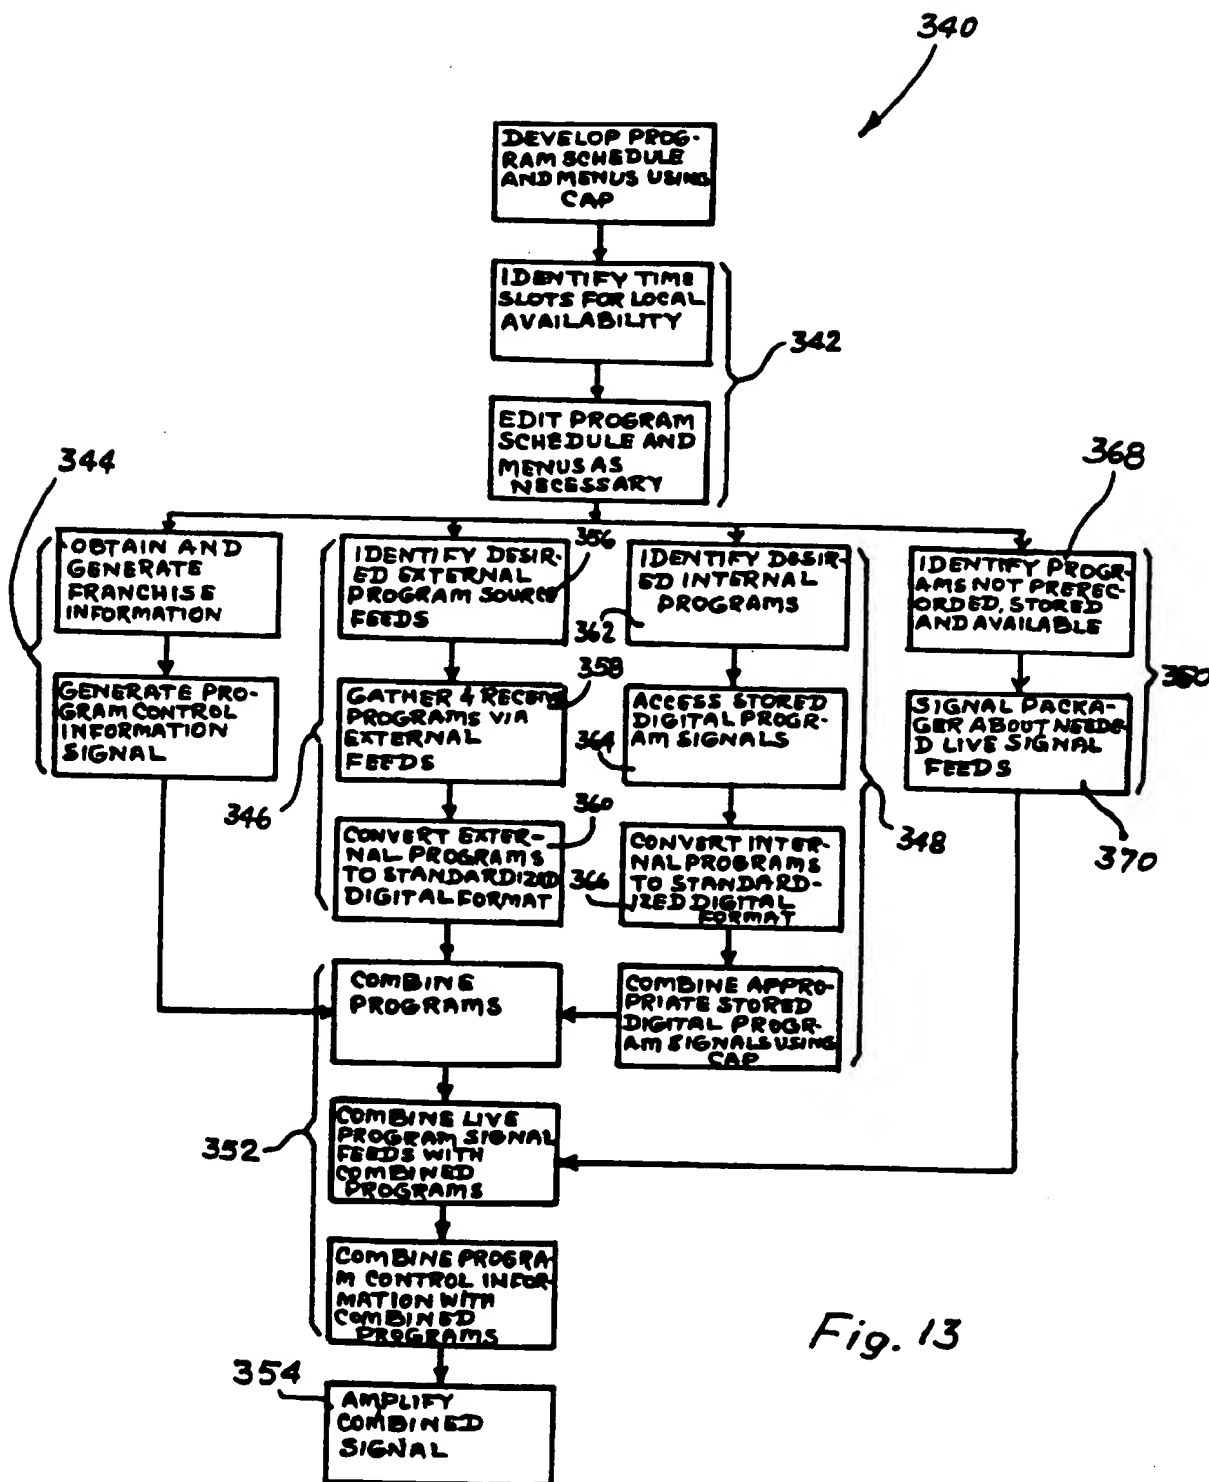 340
DEVELOP PROG-
RAM SCHEDULE
AND MENUS USING
CAP
IDENTIFY TIME
SLOTS FOR LOCAL
AVAILABILITY
342
EDIT PROGRAM
SCHEDULE AND
MENUS AS
NECESSARY
344
368
OBTAIN AND
GENERATE
FRANCHISE
INFORMATION
IDENTIFY DESIR-
ED EXTERNAL
PROGRAM SOURCE
FEEDS
356
IDENTIFY DESIR-
ED INTERNAL
PROGRAMS
362
IDENTIFY PROGR-
AMS NOT PREREC-
ORDED, STORED
AND AVAILABLE
350
GENERATE PRO-
GRAM CONTROL
INFORMATION
SIGNAL
GATHER & RECEIVE
PROGRAMS VIA
EXTERNAL
FEEDS
358
ACCESS STORED
DIGITAL PROGR-
AM SIGNALS
364
SIGNAL PACKA-
GER ABOUT NEEDE-
D LIVE SIGNAL
FEEDS
370
346
CONVERT EXTER-
NAL PROGRAMS
TO STANDARDIZED
DIGITAL FORMAT
360
CONVERT INTER-
NAL PROGRAMS
TO STANDARD-
IZED DIGITAL
FORMAT
366
348
COMBINE
PROGRAMS
COMBINE APPRO-
PRIATE STORED
DIGITAL PROGR-
AM SIGNALS USING
CAP
352
COMBINE LIVE
PROGRAM SIGNAL
FEEDS WITH
COMBINED
PROGRAMS
COMBINE PROGRA-
M CONTROL INFOR-
MATION WITH
COMBINED
PROGRAMS
Fig. 13
354
AMPLIFY
COMBINED
SIGNAL